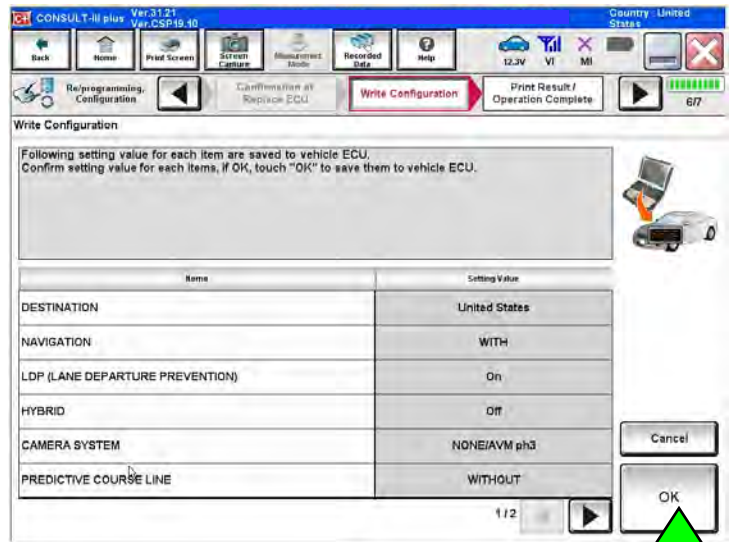 CONSULT-III plus Ver.31.21
Ver.CSP19.10
Country : United States
Back
Home
Print Screen
Screen Capture
Measurement Mode
Recorded Data
Help
12.3V
VI
MI
Re/programming, Configuration
Confirmation at Replace ECU
Write Configuration
Print Result / Operation Complete
6/7
Write Configuration
Following setting value for each item are saved to vehicle ECU.
Confirm setting value for each items, if OK, touch "OK" to save them to vehicle ECU.
Name Setting Value
DESTINATION United States
NAVIGATION WITH
LDP (LANE DEPARTURE PREVENTION) On
HYBRID Off
CAMERA SYSTEM NONE/AVM ph3
PREDICTIVE COURSE LINE WITHOUT
1/2
Cancel
OK